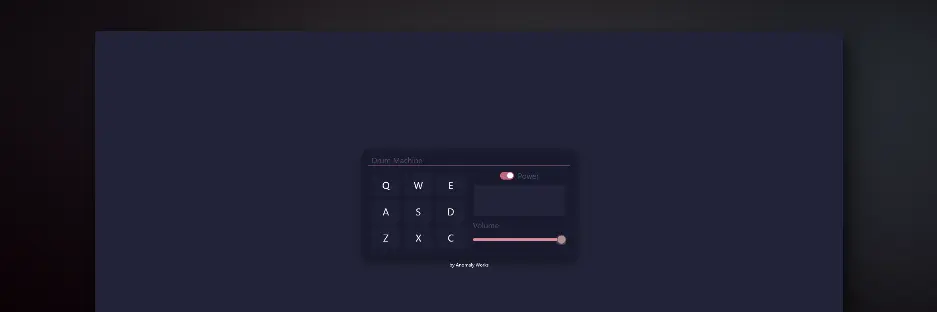 Drum Machine
Q W E
Power
A S D
Volume
Z X C
by Anomaly Works